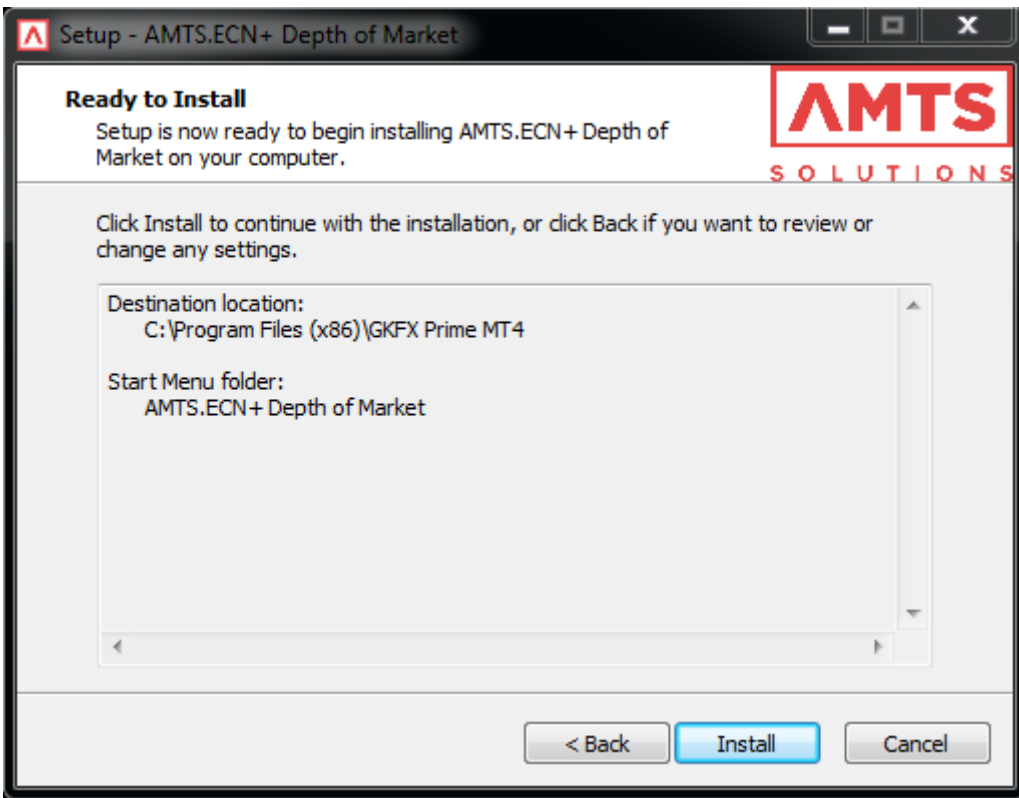 Setup - AMTS.ECN+ Depth of Market
Ready to Install
Setup is now ready to begin installing AMTS.ECN+ Depth of
Market on your computer.
AMTS
SOLUTIONS
Click Install to continue with the installation, or click Back if you want to review or
change any settings.
Destination location:
C:\Program Files (x86)\GKFX Prime MT4
Start Menu folder:
AMTS.ECN+ Depth of Market
< Back
Install
Cancel